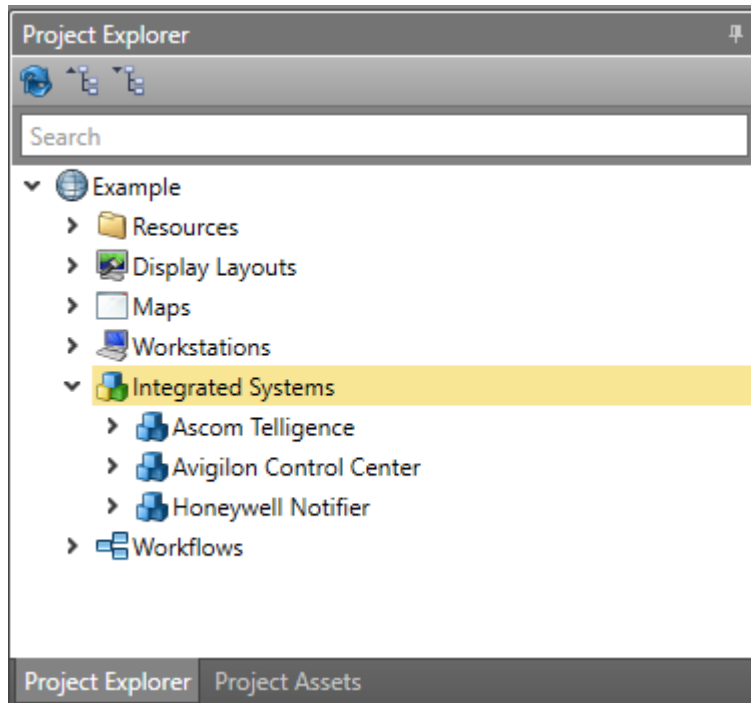 Project Explorer
Search
Example
Resources
Display Layouts
Maps
Workstations
Integrated Systems
Ascom Telligence
Avigilon Control Center
Honeywell Notifier
Workflows
Project Explorer Project Assets